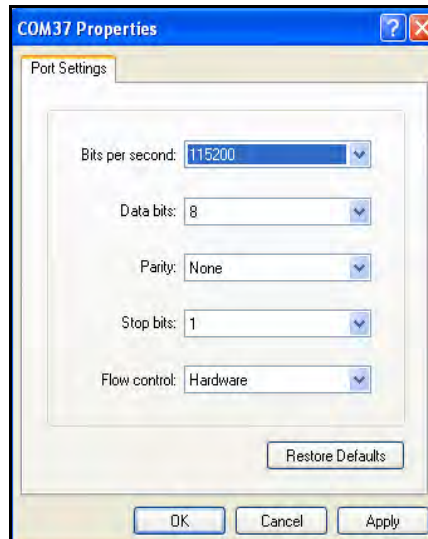 COM37 Properties
Port Settings
Bits per second: 115200
Data bits: 8
Parity: None
Stop bits: 1
Flow control: Hardware
Restore Defaults
OK Cancel Apply